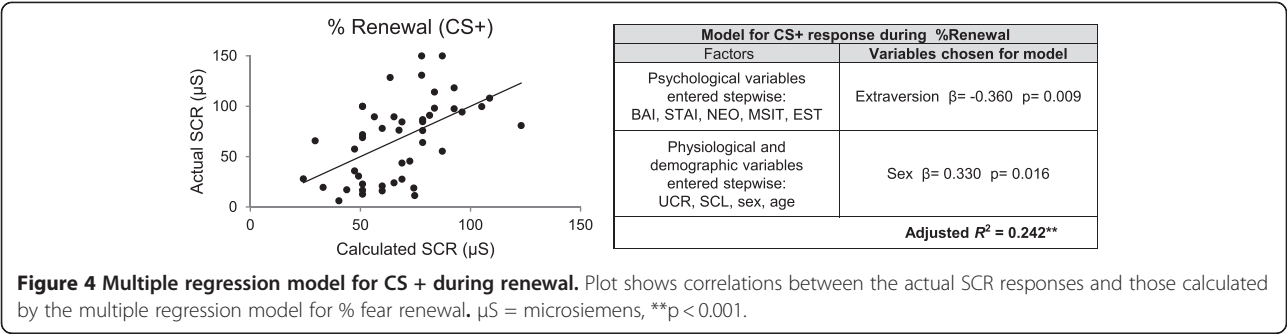 % Renewal (CS+)
150
100
50
0
Actual SCR (µS)
0
50
100
150
Calculated SCR (µS)
Model for CS+ response during %Renewal
Factors
Variables chosen for model
Psychological variables
entered stepwise:
BAI, STAI, NEO, MSIT, EST
Extraversion β= -0.360 p= 0.009
Physiological and
demographic variables
entered stepwise:
UCR, SCL, sex, age
Sex β= 0.330 p= 0.016
Adjusted R² = 0.242**
Figure 4 Multiple regression model for CS + during renewal. Plot shows correlations between the actual SCR responses and those calculated
by the multiple regression model for % fear renewal. µS = microsiemens, **p < 0.001.